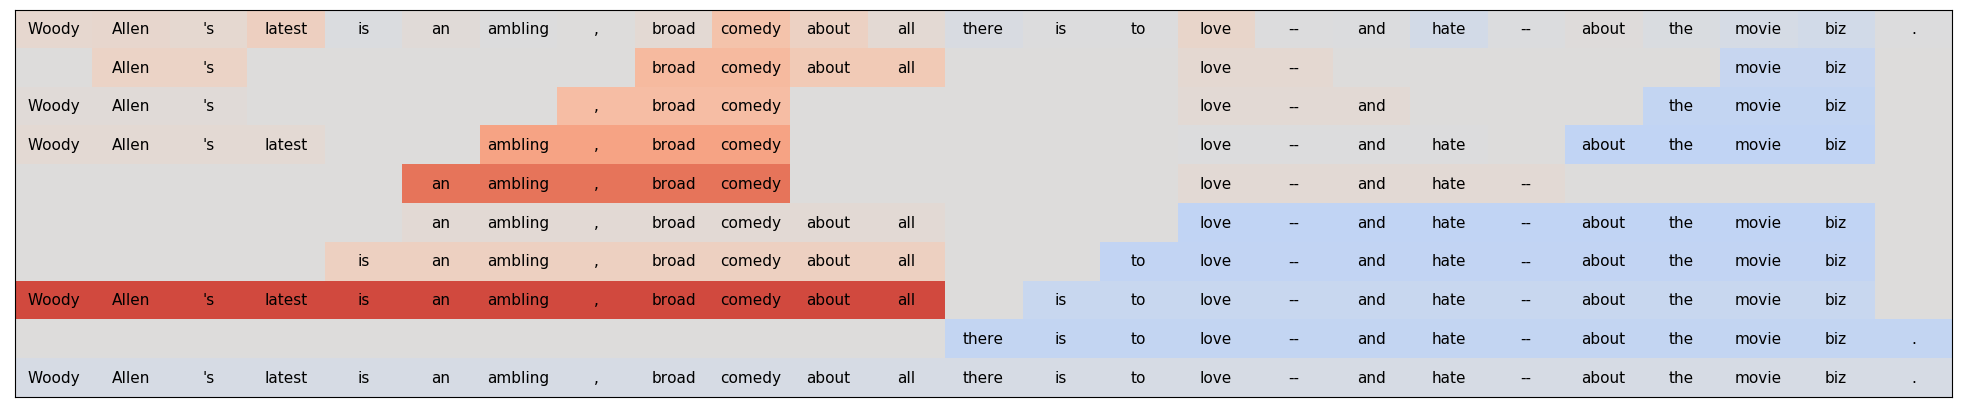 Woody Allen 's latest is an ambling , broad comedy about all there is to love -- and hate -- about the movie biz .
Allen 's broad comedy about all love -- movie biz
Woody Allen 's , broad comedy love -- and the movie biz
Woody Allen 's latest ambling , broad comedy love -- and hate about the movie biz
an ambling , broad comedy love -- and hate --
an ambling , broad comedy about all love -- and hate -- about the movie biz
is an ambling , broad comedy about all to love -- and hate -- about the movie biz
Woody Allen 's latest is an ambling , broad comedy about all is to love -- and hate -- about the movie biz
there is to love -- and hate -- about the movie biz .
Woody Allen 's latest is an ambling , broad comedy about all there is to love -- and hate -- about the movie biz .